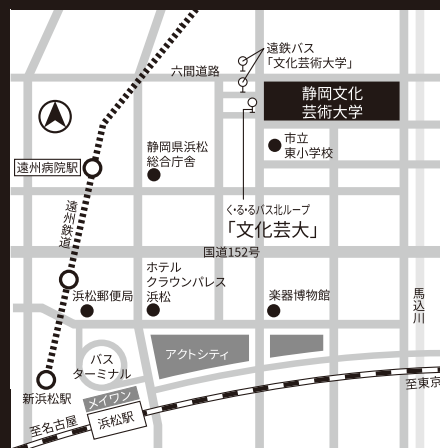 遠鉄バス
「文化芸術大学」
六間道路
静岡文化
芸術大学
静岡県浜松
総合庁舎
市立
東小学校
遠州病院駅
遠州鉄道
く・る・るバス北ループ
「文化芸大」
国道152号
ホテル
クラウンパレス
浜松
浜松郵便局
楽器博物館
馬込川
バス
ターミナル
アクトシティ
新浜松駅
メイワン
浜松駅
至名古屋
至東京